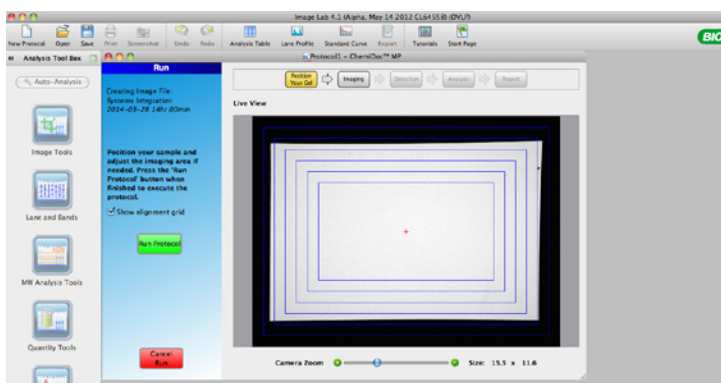 Image Lab 4.1 (Alpha, May 14 2012 CL6455.8) (DVLP)
New Protocol Open Save Print Screenshot Undo Redo Analysis Table Lane Profile Standard Curve Report Tutorials Start Page
BIO
Analysis Tool Box
Protocol1 - ChemiDoc™ MP
Auto-Analysis
Image Tools
Lane and Bands
MW Analysis Tools
Quantity Tools
Run
Creating Image File:
Systems Integration
2014-03-26 14hr 00min
Position your sample and
adjust the imaging area if
needed. Press the 'Run
Protocol' button when
finished to execute the
protocol.
Show alignment grid
Run Protocol
Cancel
Run
Position
Your Gel
Imaging
Detection
Analysis
Report
Live View
Camera Zoom
Size: 15.5 x 11.6